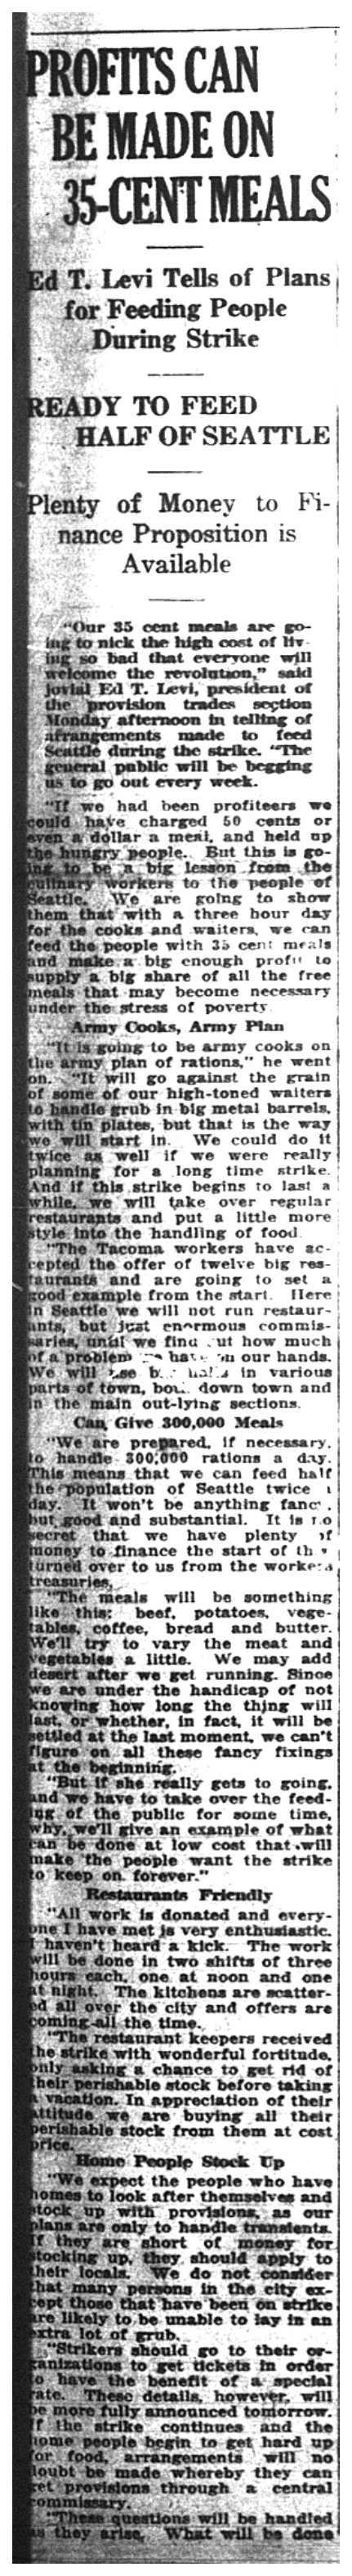 PROFITS CAN
BE MADE ON
35-CENT MEALS
Ed T. Levi Tells of Plans
for Feeding People
During Strike
READY TO FEED
HALF OF SEATTLE
Plenty of Money to Fi-
nance Proposition is
Available
"Our 35 cent meals are go-
ing to nick the high cost of liv-
ing so bad that everyone will
welcome the revolution," said
jovial Ed T. Levi, president of
the provision trades section
Monday afternoon in telling of
arrangements made to feed
Seattle during the strike. "The
general public will be begging
us to go out every week.
"If we had been profiteers we
could have charged 50 cents or
even a dollar a meal, and held up
the hungry people. But this is go-
ing to be a big lesson from the
culinary workers to the people of
Seattle. We are going to show
them that with a three hour day
for the cooks and waiters, we can
feed the people with 35 cent meals
and make a big enough profit to
supply a big share of all the free
meals that may become necessary
under the stress of poverty.
Army Cooks, Army Plan
"It is going to be army cooks on
the army plan of rations," he went
on. "It will go against the grain
of some of our high-toned waiters
to handle grub in big metal barrels,
with tin plates, but that is the way
we will start in. We could do it
twice as well if we were really
planning for a long time strike.
And if this strike begins to last a
while, we will take over regular
restaurants and put a little more
style into the handling of food.
"The Tacoma workers have ac-
cepted the offer of twelve big res-
taurants and are going to set a
good example from the start. Here
in Seattle we will not run restaur-
ants, but just enormous commis-
saries, until we find out how much
of a problem we have on our hands.
We will use big halls in various
parts of town, both down town and
in the main out-lying sections.
Can Give 300,000 Meals
"We are prepared, if necessary,
to handle 300,000 rations a day.
This means that we can feed half
the population of Seattle twice a
day. It won't be anything fancy,
but good and substantial. It is no
secret that we have plenty of
money to finance the start of this
turned over to us from the workers
treasuries.
"The meals will be something
like this: beef, potatoes, vege-
tables, coffee, bread and butter.
We'll try to vary the meat and
vegetables a little. We may add
desert after we get running. Since
we are under the handicap of not
knowing how long the thing will
last, or whether, in fact, it will be
settled at the last moment, we can't
figure on all these fancy fixings
at the beginning.
"But if she really gets to going,
and we have to take over the feed-
ing of the public for some time,
why, we'll give an example of what
can be done at low cost that will
make the people want the strike
to keep on forever."
Restaurants Friendly
"All work is donated and every-
one I have met is very enthusiastic.
I haven't heard a kick. The work
will be done in two shifts of three
hours each, one at noon and one
at night. The kitchens are scatter-
ed all over the city and offers are
coming all the time.
"The restaurant keepers received
the strike with wonderful fortitude,
only asking a chance to get rid of
their perishable stock before taking
a vacation. In appreciation of their
attitude we are buying all their
perishable stock from them at cost
price.
Home People Stock Up
"We expect the people who have
homes to look after themselves and
stock up with provisions, as our
plans are only to handle transients.
If they are short of money for
stocking up, they should apply to
their locals. We do not consider
that many persons in the city ex-
cept those that have been on strike
are likely to be unable to lay in an
extra lot of grub.
"Strikers should go to their or-
ganizations to get tickets in order
to have the benefit of a special
rate. These details, however, will
be more fully announced tomorrow.
If the strike continues and the
home people begin to get hard up
for food, arrangements will no
doubt be made whereby they can
get provisions through a central
commissary.
"These questions will be handled
as they arise. What will be done